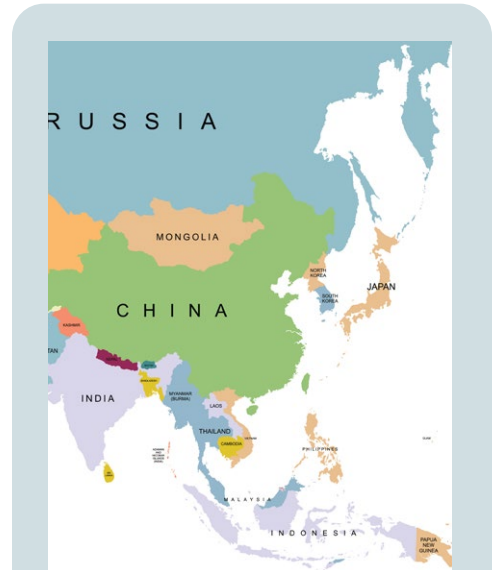 RUSSIA
MONGOLIA
NORTH
KOREA
SOUTH
KOREA
JAPAN
CHINA
KASHMIR
TAN
INDIA
MYANMAR
(BURMA)
LAOS
THAILAND
CAMBODIA
PHILIPPINES
MALAYSIA
INDONESIA
PAPUA
NEW
GUINEA